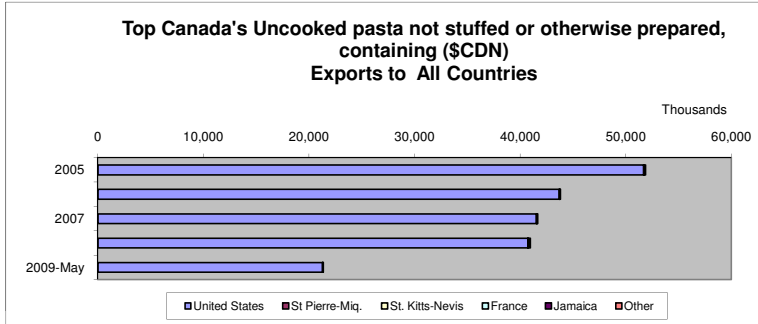 Top Canada's Uncooked pasta not stuffed or otherwise prepared,
containing ($CDN)
Exports to All Countries
Thousands
0 10,000 20,000 30,000 40,000 50,000 60,000
2005
2007
2009-May
United States St Pierre-Miq. St. Kitts-Nevis France Jamaica Other